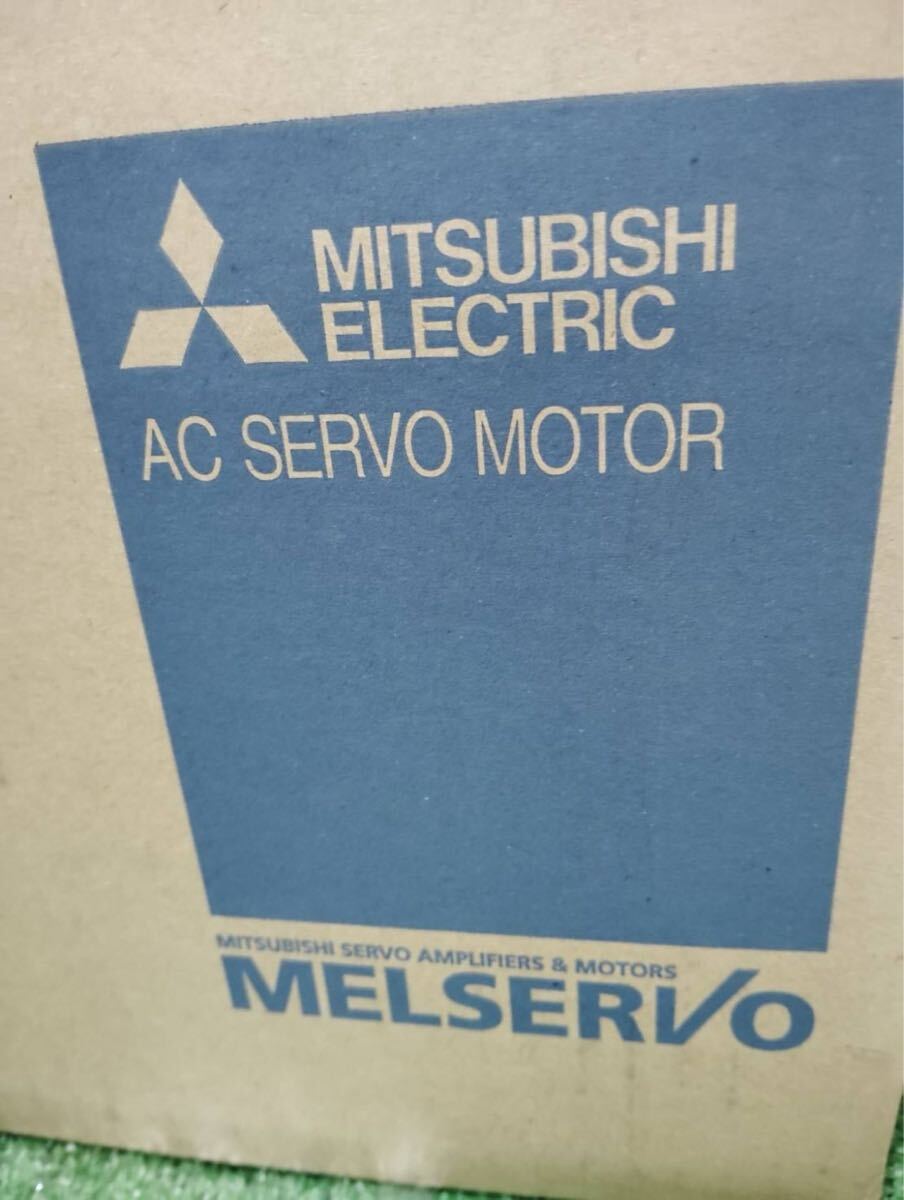 MITSUBISHI
ELECTRIC
AC SERVO MOTOR
MITSUBISHI SERVO AMPLIFIERS & MOTORS
MELSERVO